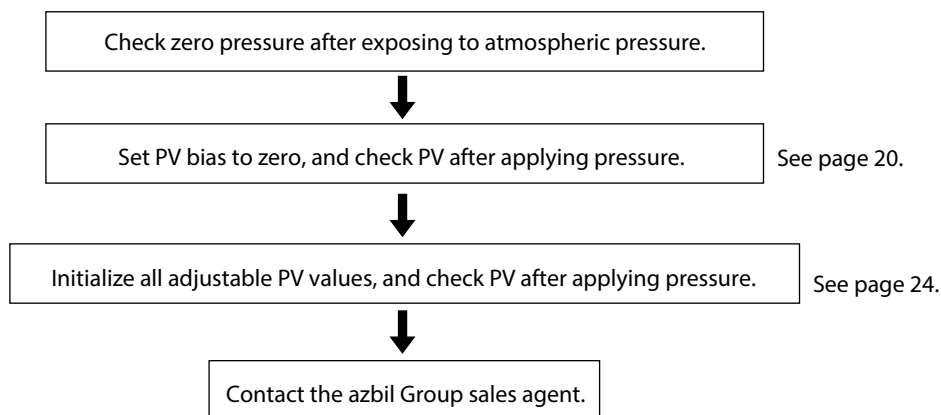 Check zero pressure after exposing to atmospheric pressure.
Set PV bias to zero, and check PV after applying pressure.
See page 20.
Initialize all adjustable PV values, and check PV after applying pressure.
See page 24.
Contact the azbil Group sales agent.